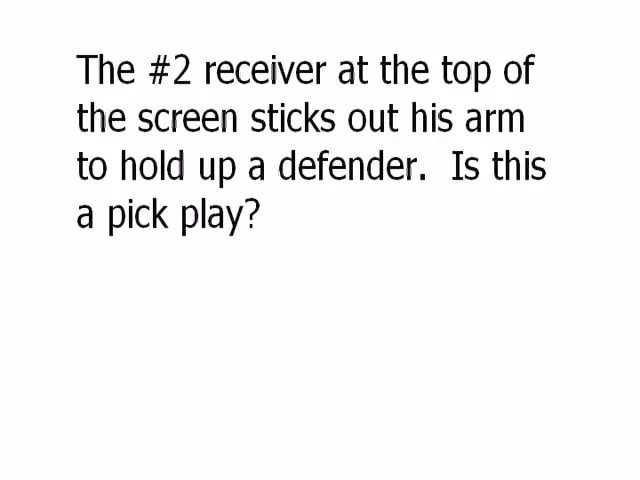 The #2 receiver at the top of
the screen sticks out his arm
to hold up a defender.  Is this
a pick play?